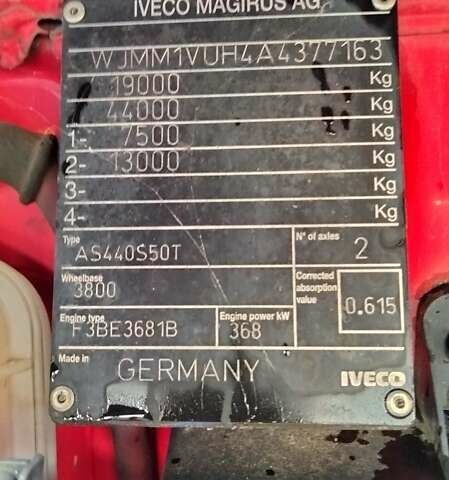 IVECO MAGIRUS AG
WJMM1VUH4A4377163
19000 Kg
44000 Kg
1- 7500 Kg
2- 13000 Kg
3- Kg
4- Kg
Type AS440S50T N° of axles 2
Wheelbase 3800
Corrected absorption value 0.615
Engine type F3BE3681B Engine power kW 368
Made in GERMANY IVECO